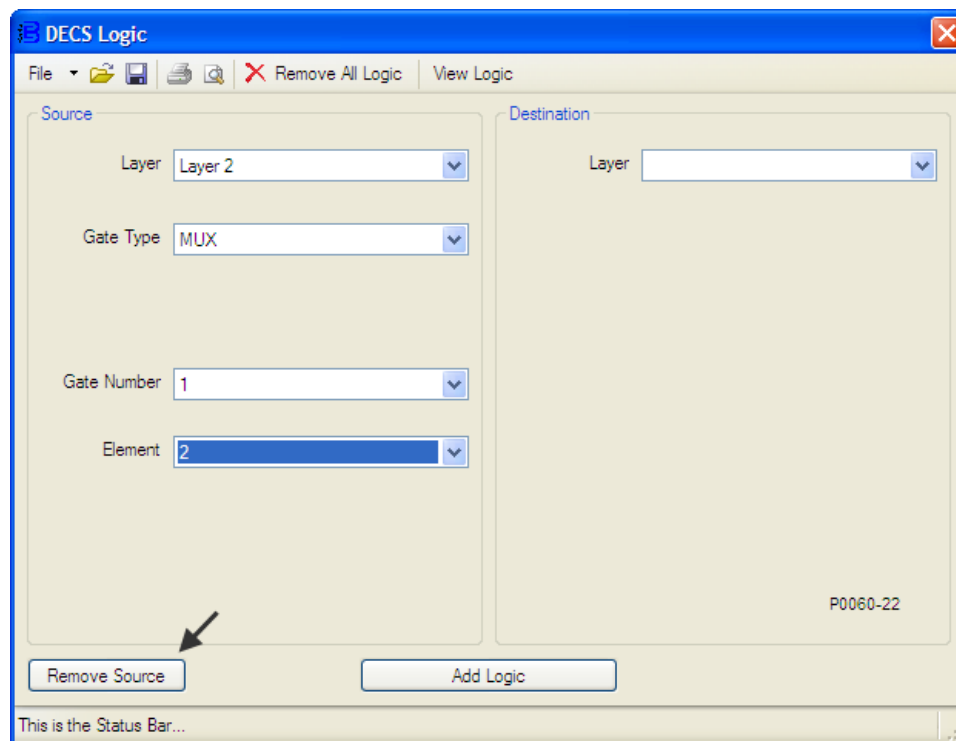 DECS Logic
File Remove All Logic View Logic
Source Destination
Layer Layer 2 Layer
Gate Type MUX
Gate Number 1
Element 2
P0060-22
Remove Source Add Logic
This is the Status Bar...